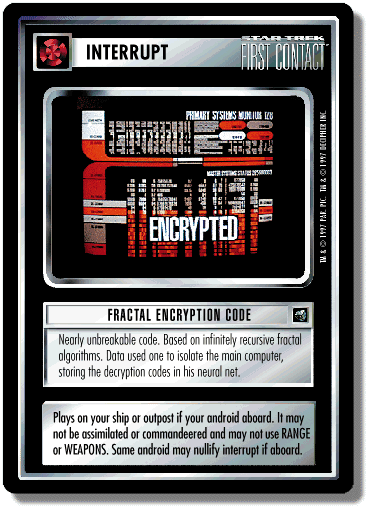 INTERRUPT
STAR TREK
FIRST CONTACT
PRIMARY SYSTEMS MONITOR
MASTER SYSTEMS STATUS
ENCRYPTED
TM & © 1997 PAR. PIC. TM & © 1997 DECIPHER INC.
FRACTAL ENCRYPTION CODE
Nearly unbreakable code. Based on infinitely recursive fractal
algorithms. Data used one to isolate the main computer,
storing the decryption codes in his neural net.
Plays on your ship or outpost if your android aboard. It may
not be assimilated or commandeered and may not use RANGE
or WEAPONS. Same android may nullify interrupt if aboard.